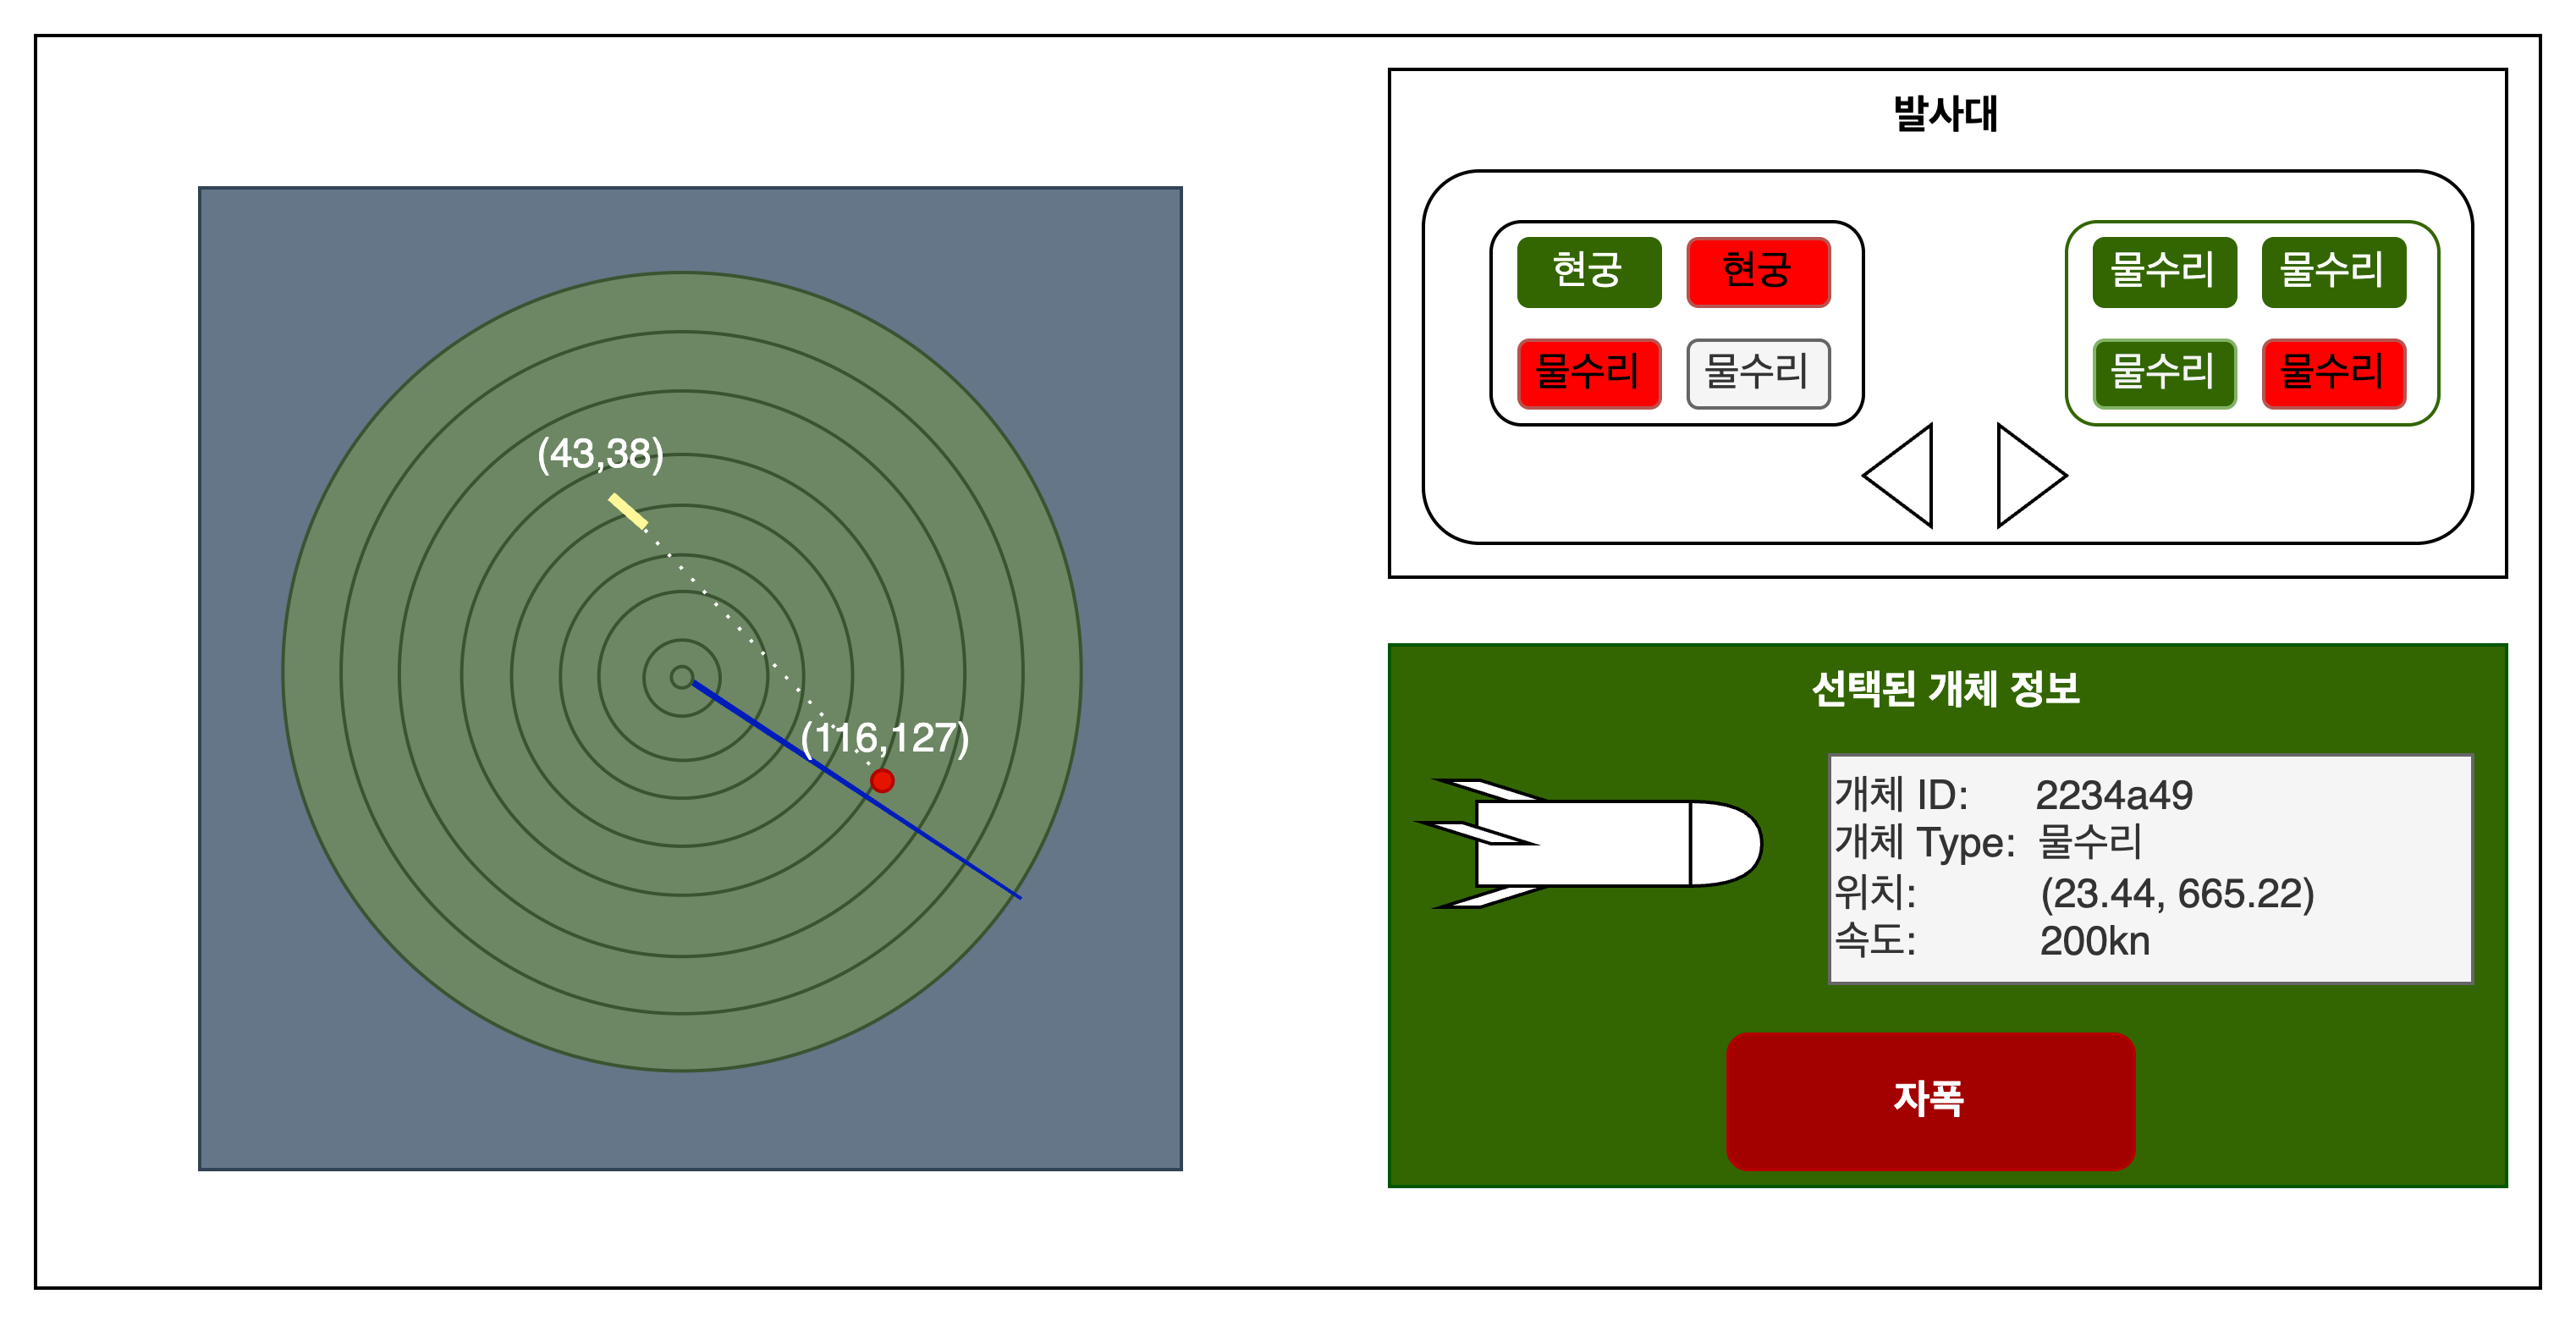 (43,38)
(116,127)
발사대
현궁 현궁 물수리 물수리
물수리 물수리 물수리 물수리
선택된 개체 정보
개체 ID: 2234a49
개체 Type: 물수리
위치: (23.44, 665.22)
속도: 200kn
자폭